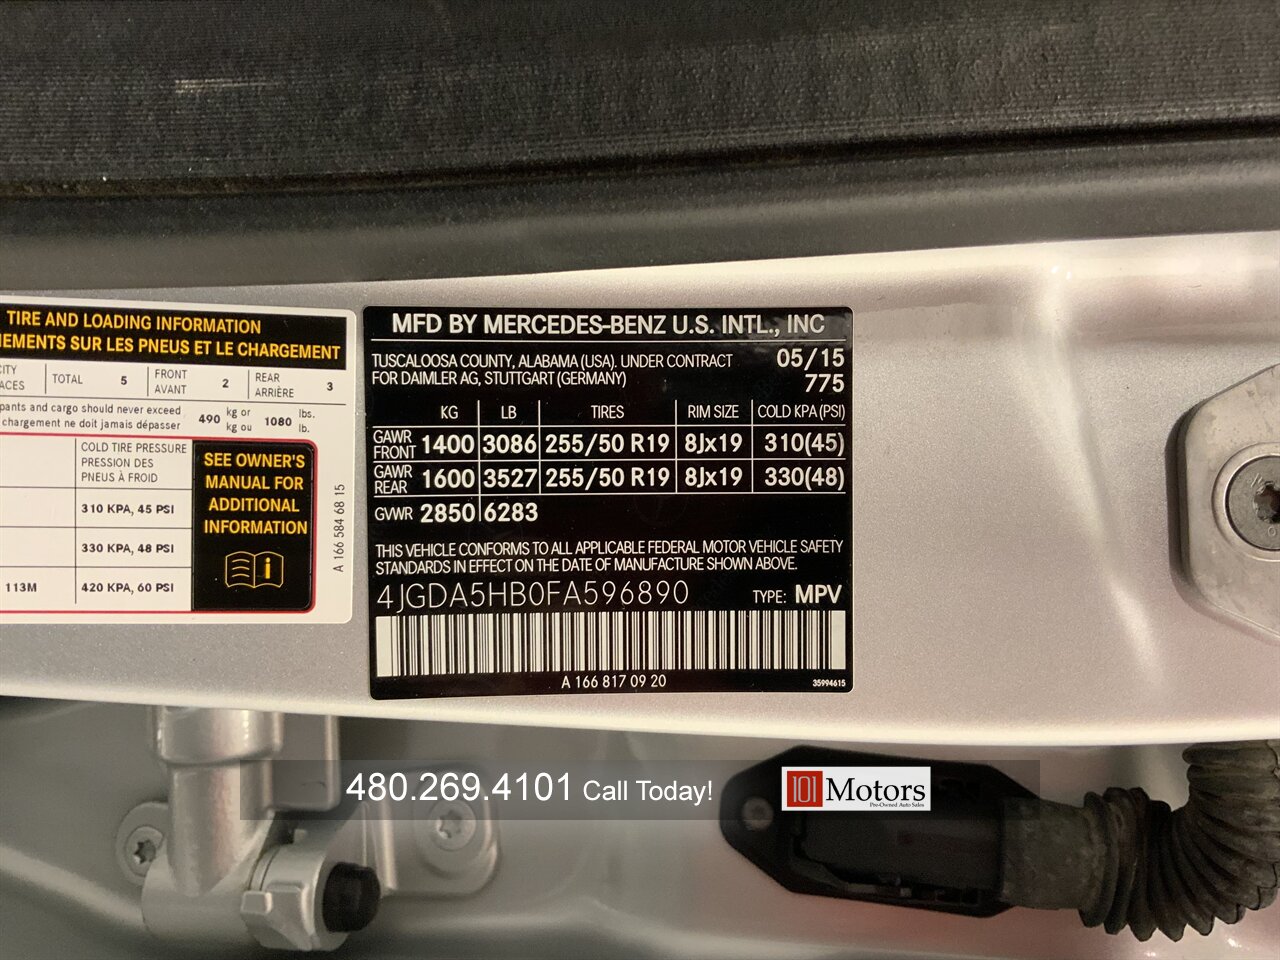 TIRE AND LOADING INFORMATION
EMENTS SUR LES PNEUS ET LE CHARGEMENT
TOTAL 5 FRONT AVANT 2 REAR ARRIÈRE 3
pants and cargo should never exceed 490 kg or 1080 lbs.
chargement ne doit jamais dépasser kg ou lb.
COLD TIRE PRESSURE
PRESSION DES
PNEUS À FROID
310 KPA, 45 PSI
330 KPA, 48 PSI
113M 420 KPA, 60 PSI
SEE OWNER'S
MANUAL FOR
ADDITIONAL
INFORMATION
i
A 166 584 68 15
MFD BY MERCEDES-BENZ U.S. INTL., INC
TUSCALOOSA COUNTY, ALABAMA (USA). UNDER CONTRACT 05/15
FOR DAIMLER AG, STUTTGART (GERMANY) 775
KG LB TIRES RIM SIZE COLD KPA (PSI)
GAWR FRONT 1400 3086 255/50 R19 8Jx19 310(45)
GAWR REAR 1600 3527 255/50 R19 8Jx19 330(48)
GVWR 2850 6283
THIS VEHICLE CONFORMS TO ALL APPLICABLE FEDERAL MOTOR VEHICLE SAFETY
STANDARDS IN EFFECT ON THE DATE OF MANUFACTURE SHOWN ABOVE.
4JGDA5HB0FA596890 TYPE: MPV
A 166 817 09 20 35994615
480.269.4101 Call Today! 101 Motors
Pre-Owned Auto Sales